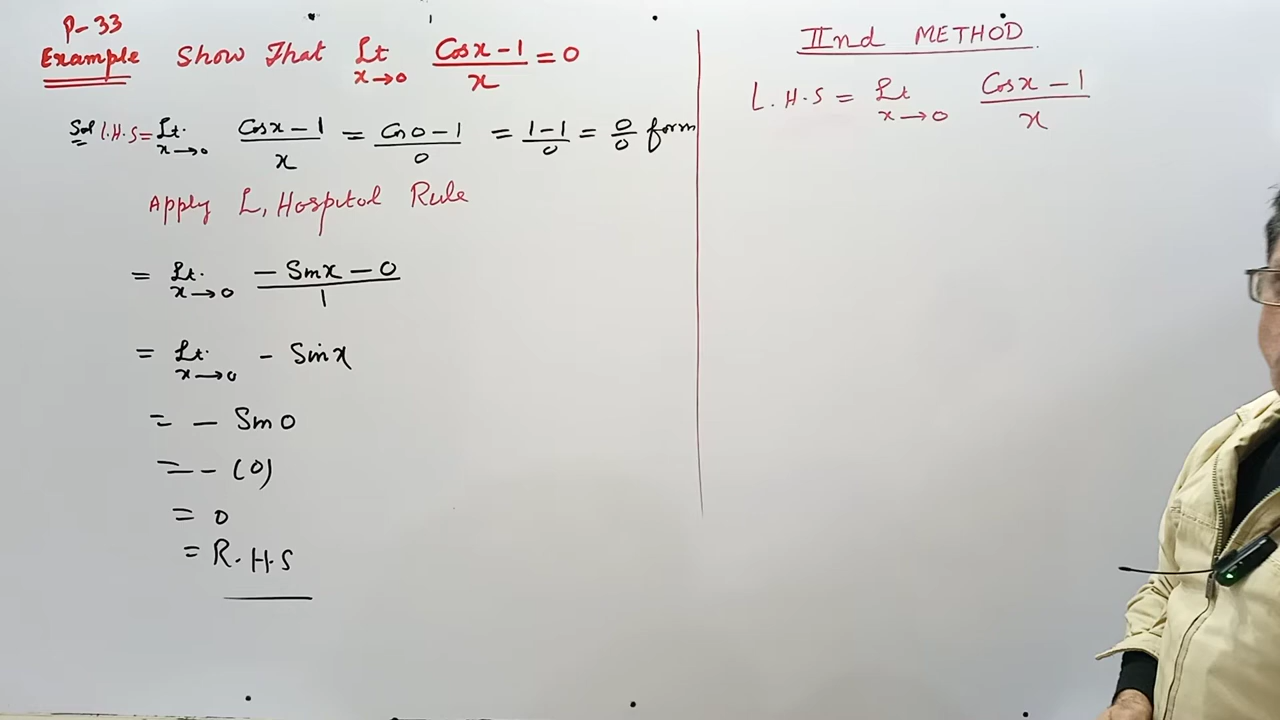 P-33
Example Show That Lt x→0 Cosx-1/x = 0
Sol L.H.S = Lt. x→0 Cosx-1/x = Cos0-1/0 = 1-1/0 = 0/0 form
Apply L, Hospital Rule
= Lt. x→0 -Sinx-0/1
= Lt. x→0 - Sinx
= - Sin0
= - (0)
= 0
= R.H.S
IInd METHOD
L.H.S = Lt x→0 Cosx-1/x